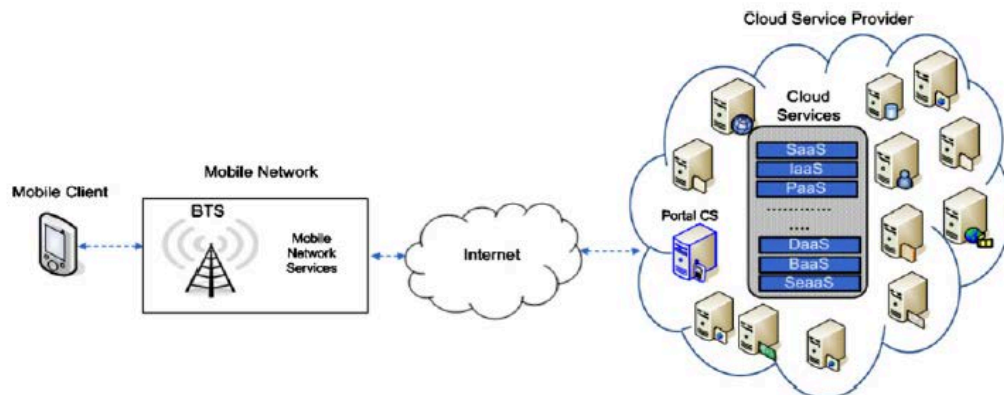 Cloud Service Provider
Cloud
Services
SaaS
IaaS
PaaS
.............
....
DaaS
BaaS
SeaaS
Portal CS
Mobile Network
Mobile Client
BTS
Mobile
Network
Services
Internet